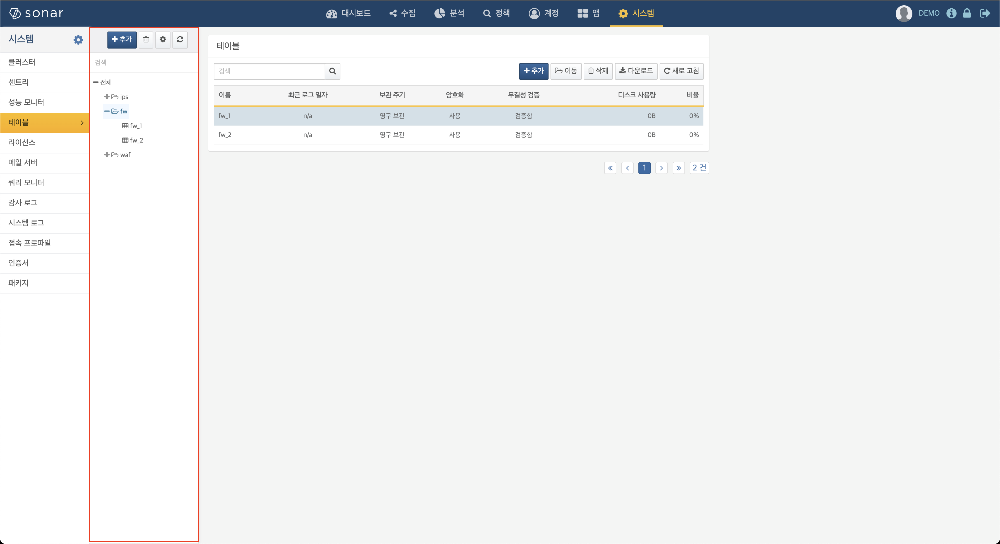 sonar
대시보드 수집 분석 정책 계정 앱 시스템
DEMO
시스템
클러스터
센트리
성능 모니터
테이블
라이선스
메일 서버
쿼리 모니터
감사 로그
시스템 로그
접속 프로파일
인증서
패키지
추가
검색
전체
ips
fw
fw_1
fw_2
waf
테이블
검색
추가 이동 삭제 다운로드 새로 고침
이름 최근 로그 일자 보관 주기 암호화 무결성 검증 디스크 사용량 비율
fw_1 n/a 영구 보관 사용 검증함 0B 0%
fw_2 n/a 영구 보관 사용 검증함 0B 0%
« < 1 > » 2 건